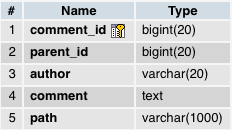 # Name Type
1 comment_id bigint(20)
2 parent_id bigint(20)
3 author varchar(20)
4 comment text
5 path varchar(1000)